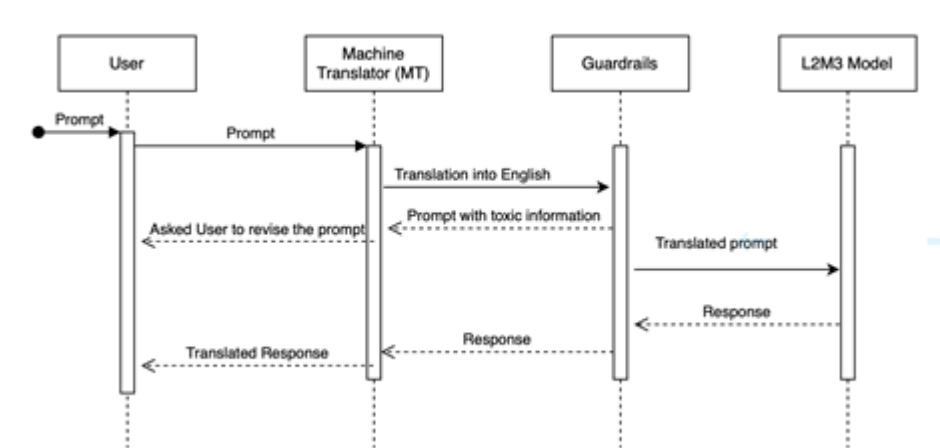 User
Machine
Translator (MT)
Guardrails
L2M3 Model
Prompt
Prompt
Translation into English
Prompt with toxic information
Asked User to revise the prompt
Translated prompt
Response
Response
Translated Response